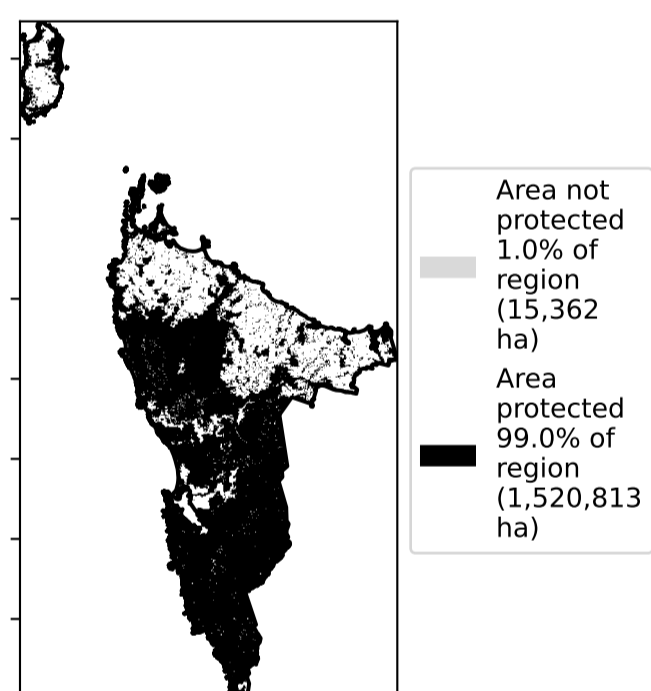 Area not
protected
1.0% of
region
(15,362
ha)
Area
protected
99.0% of
region
(1,520,813
ha)